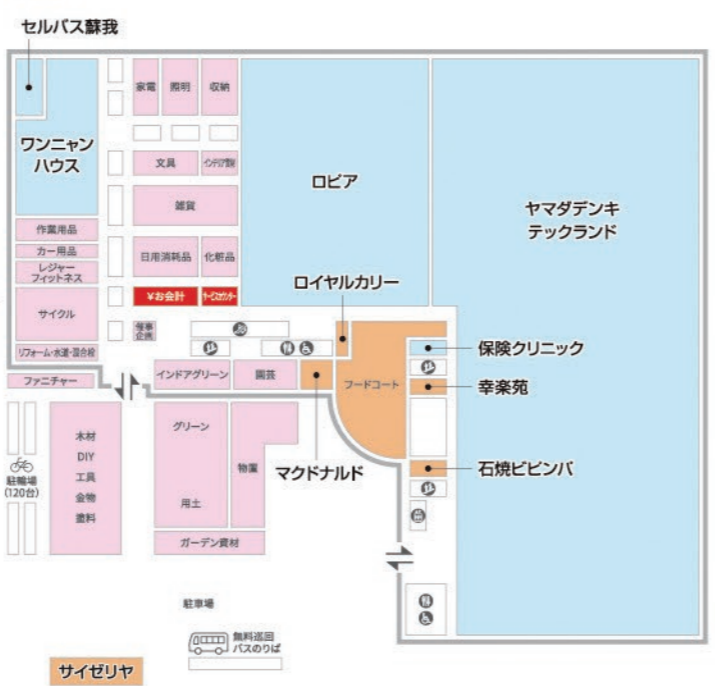 セルバス蘇我
ワンニャン
ハウス
家電
照明
収納
文具
インテリア敷物
雑貨
日用消耗品
化粧品
¥お会計
サービスカウンター
作業用品
カー用品
レジャー
フィットネス
サイクル
リフォーム・水道・混合栓
ファニチャー
催事
企画
ロピア
ヤマダデンキ
テックランド
ロイヤルカリー
インドアグリーン
園芸
フードコート
保険クリニック
幸楽苑
石焼ビビンバ
マクドナルド
駐輪場
(120台)
木材
DIY
工具
金物
塗料
グリーン
用土
物置
ガーデン資材
駐車場
無料巡回
バスのりば
サイゼリヤ